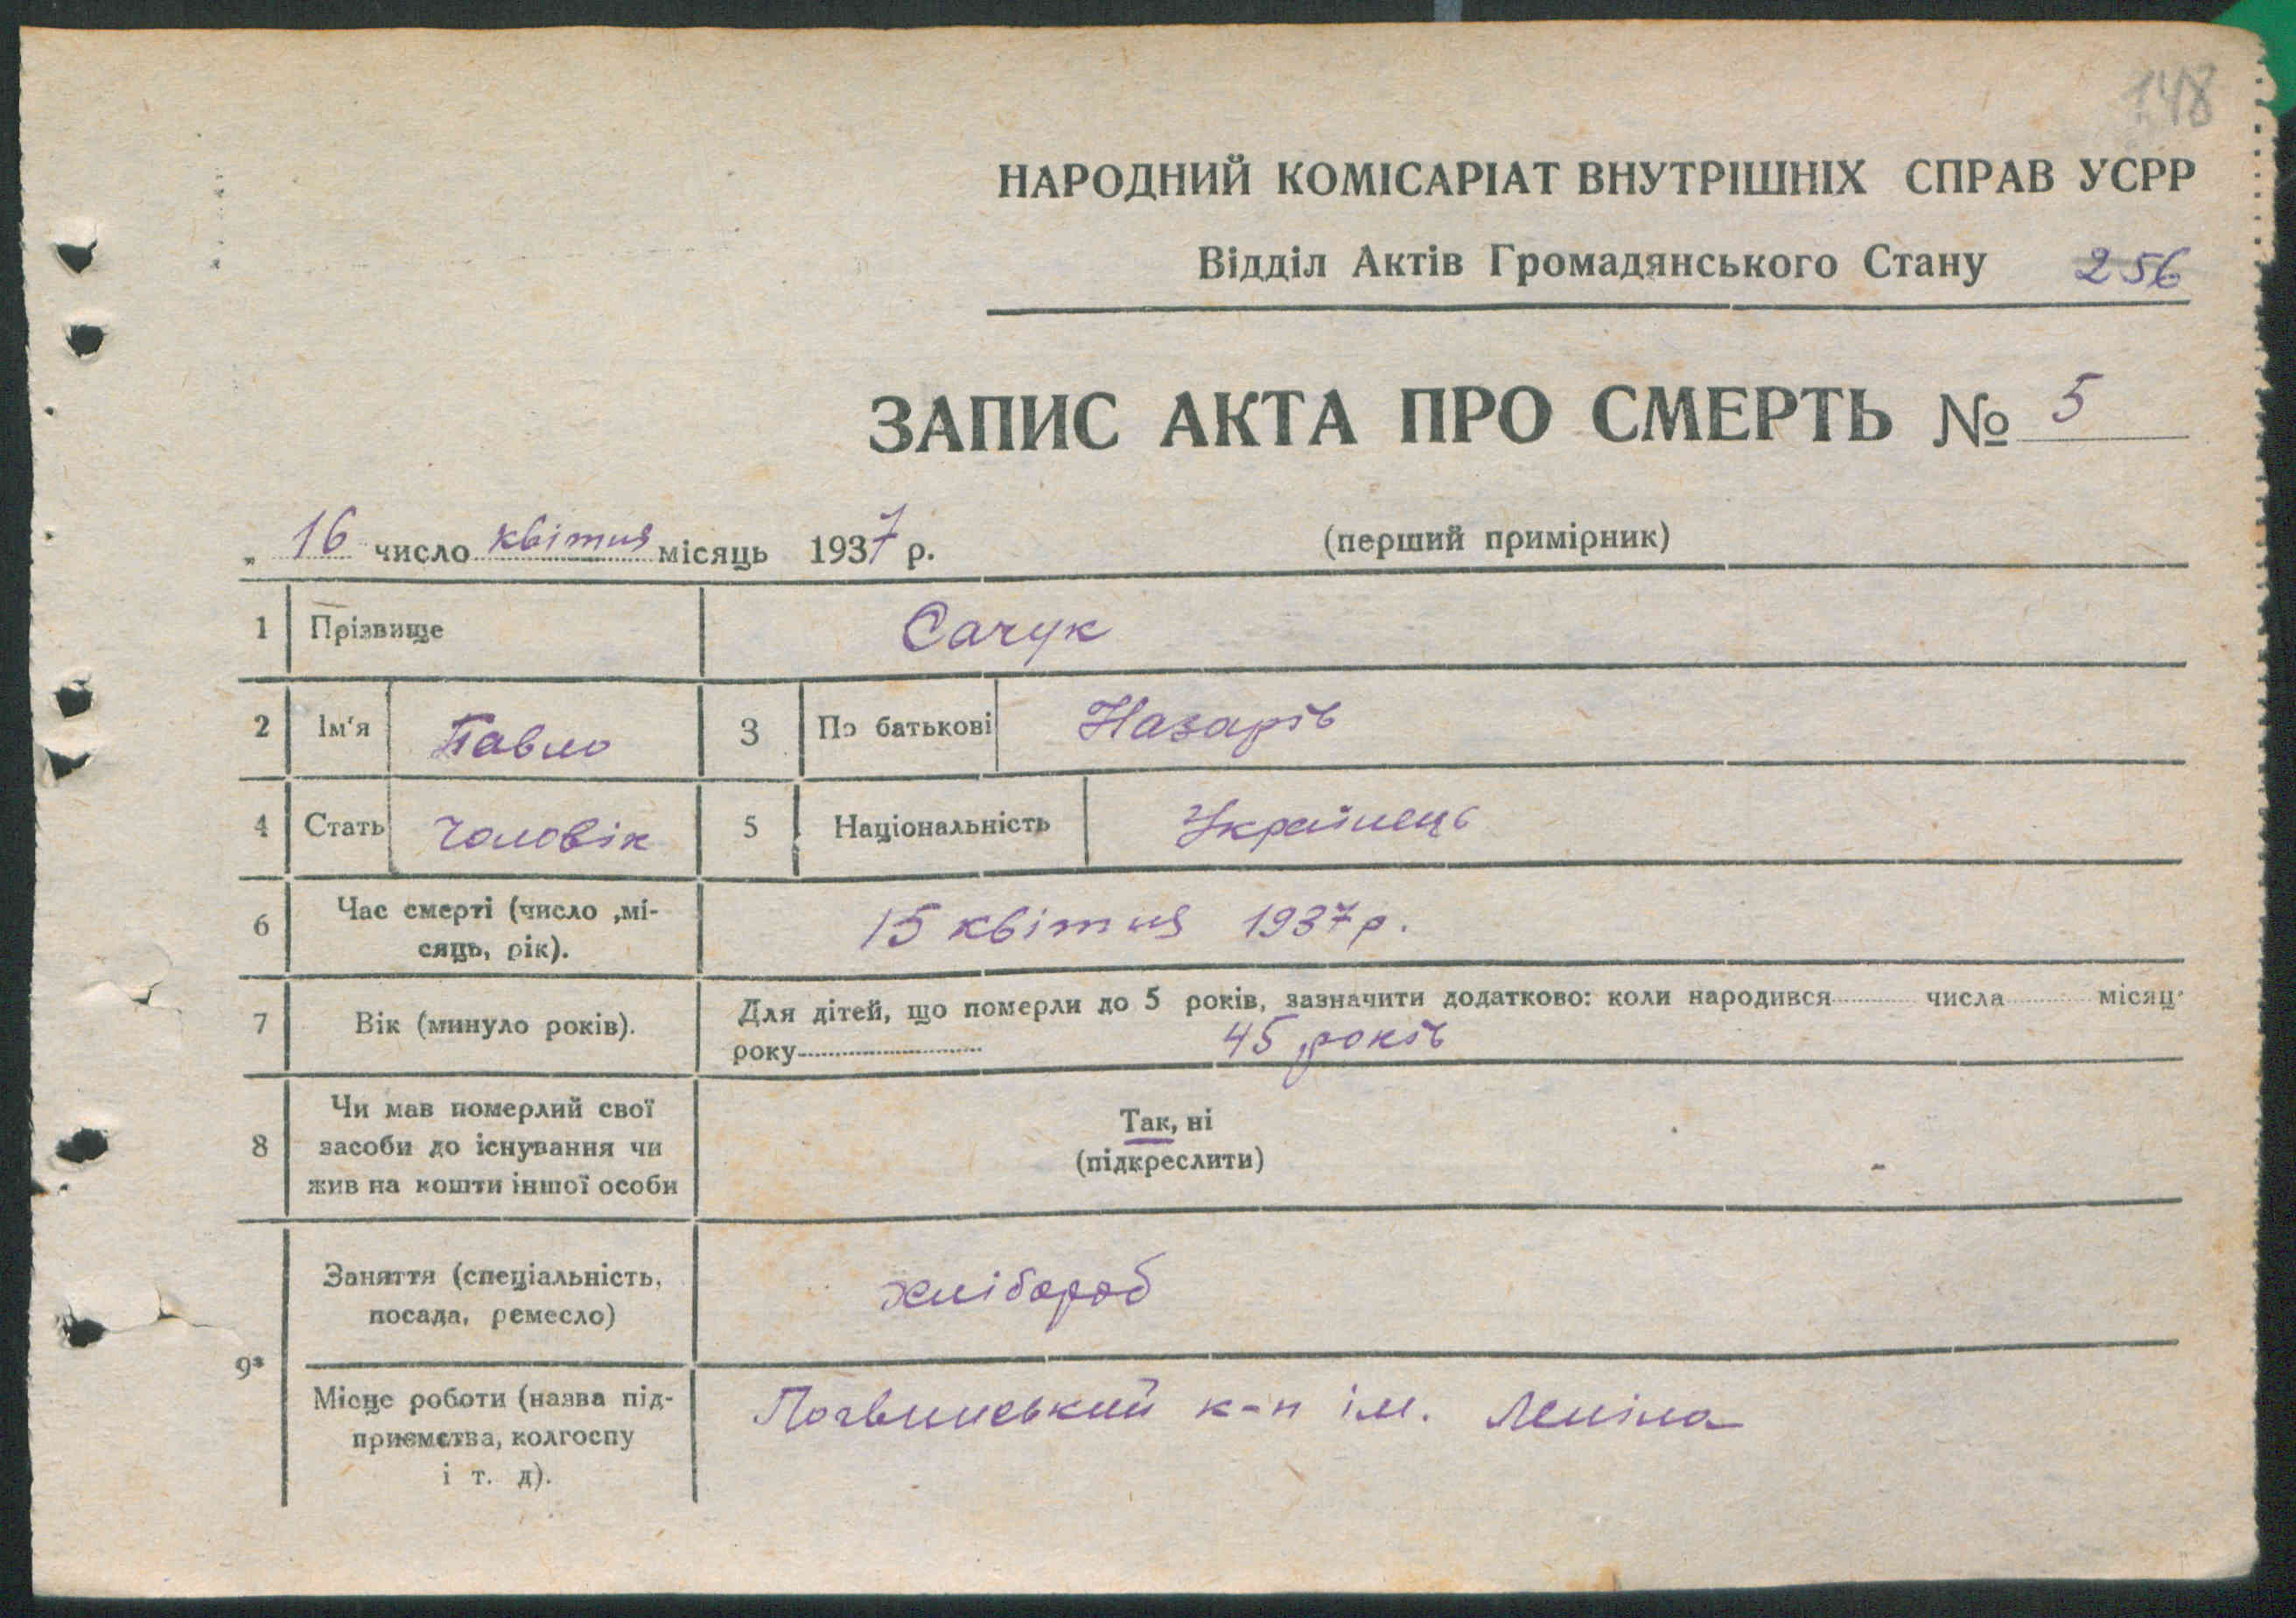 148
НАРОДНИЙ КОМІСАРІАТ ВНУТРІШНІХ СПРАВ УСРР
Відділ Актів Громадянського Стану 256
ЗАПИС АКТА ПРО СМЕРТЬ № 5
„ 16 число квітня місяць 1937 р. (перший примірник)
1 Прізвище Сачук
2 Ім'я Павло 3 По батькові Назарів
4 Стать Чоловік 5 Національність Українець
6 Час смерті (число ,мі-
сяць, рік). 15 квітня 1937 р.
7 Вік (минуло років). Для дітей, що померли до 5 років, зазначити додатково: коли народився числа місяц
року 45 років
8 Чи мав померлий свої
засоби до існування чи
жив на кошти іншої особи
Так, ні
(підкреслити)
9 Заняття (спеціальність,
посада, ремесло) хлібороб
Місце роботи (назва під-
приємства, колгоспу
і т. д). к-п ім. Леніна